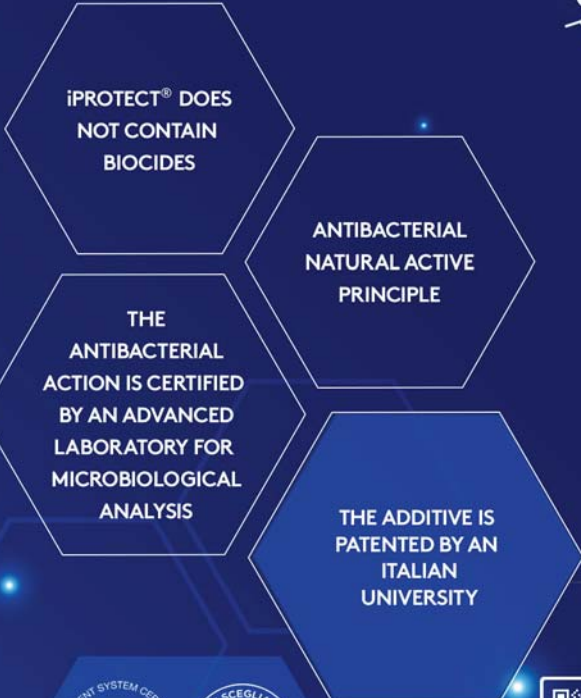 iPROTECT® DOES
NOT CONTAIN
BIOCIDES
ANTIBACTERIAL
NATURAL ACTIVE
PRINCIPLE
THE
ANTIBACTERIAL
ACTION IS CERTIFIED
BY AN ADVANCED
LABORATORY FOR
MICROBIOLOGICAL
ANALYSIS
THE ADDITIVE IS
PATENTED BY AN
ITALIAN
UNIVERSITY
SYSTEM